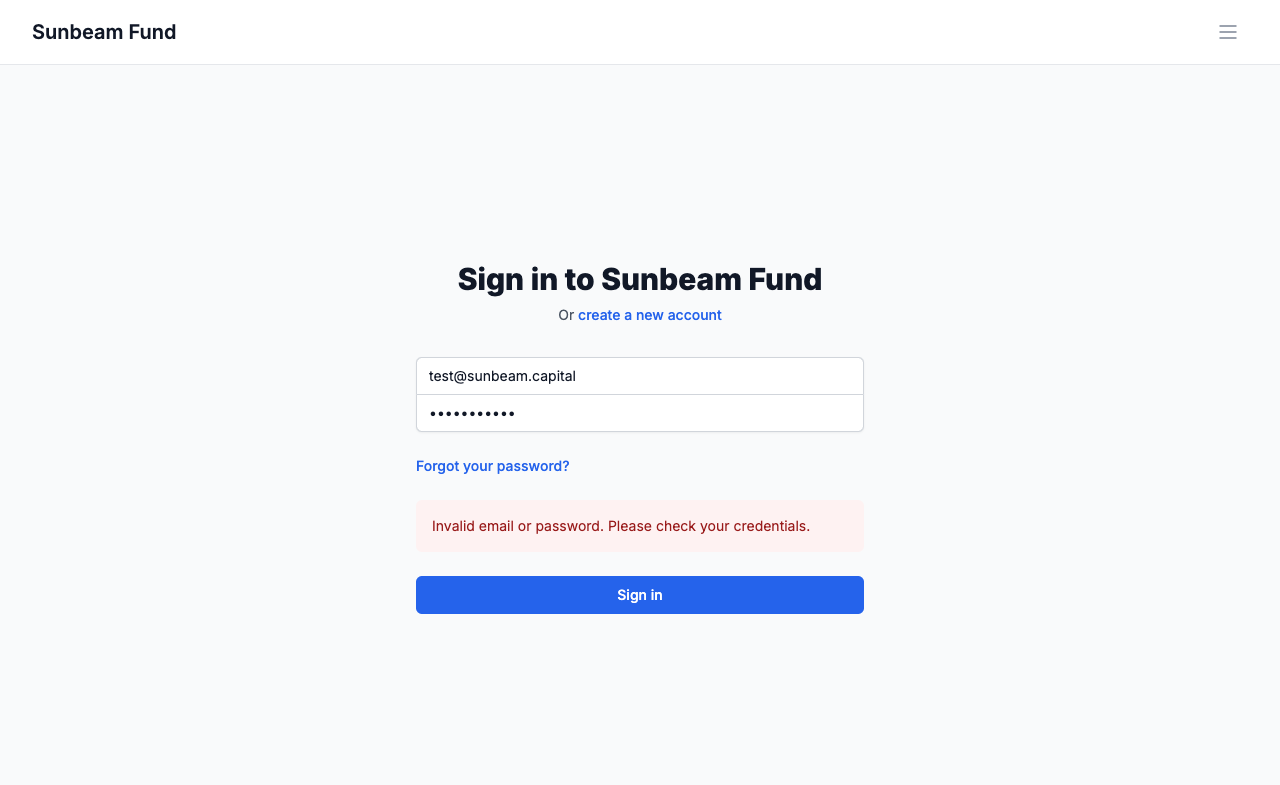 Sunbeam Fund
Sign in to Sunbeam Fund
Or create a new account
test@sunbeam.capital
•••••••••••
Forgot your password?
Invalid email or password. Please check your credentials.
Sign in